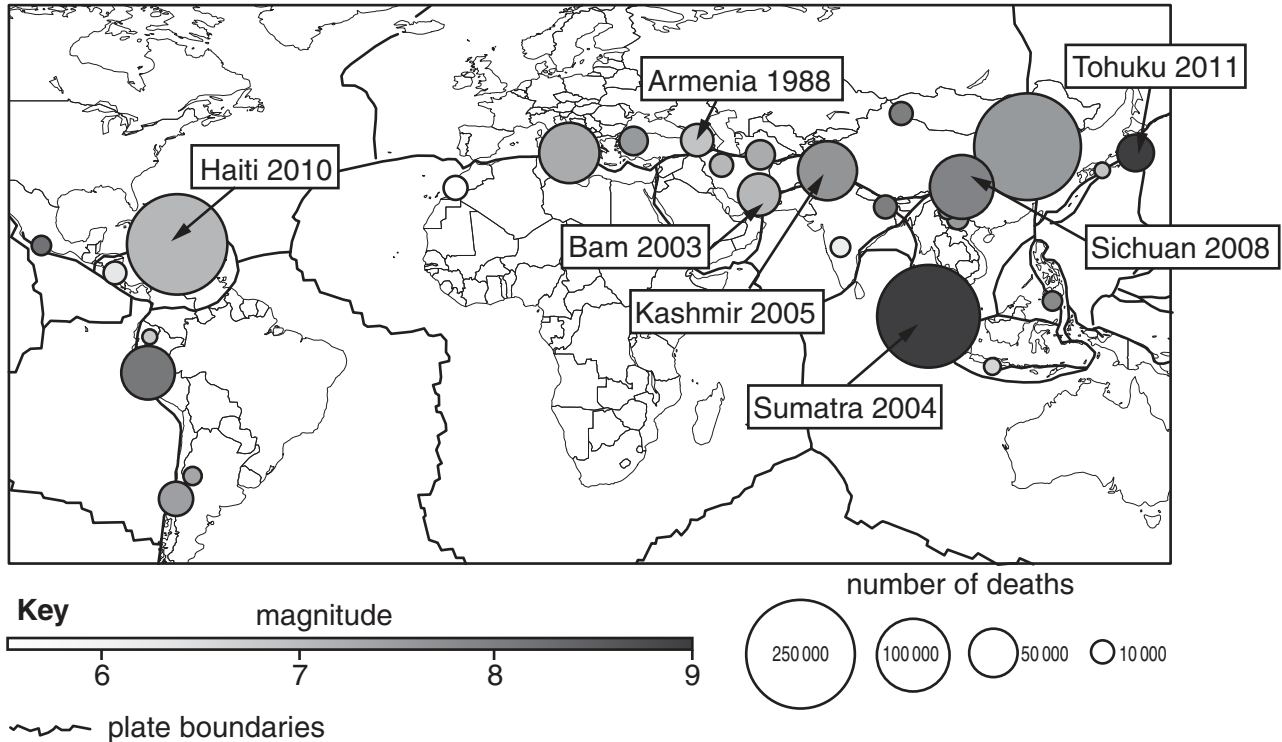 Tohuku 2011
Armenia 1988
Haiti 2010
Bam 2003
Sichuan 2008
Kashmir 2005
Sumatra 2004
Key
magnitude
6 7 8 9
plate boundaries
number of deaths
250 000 100 000 50 000 10 000